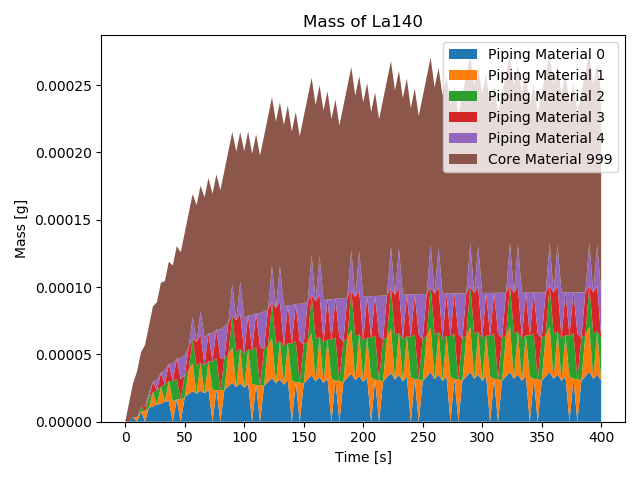 Mass of La140
Mass [g]
0.00025
0.00020
0.00015
0.00010
0.00005
0.00000
Piping Material 0
Piping Material 1
Piping Material 2
Piping Material 3
Piping Material 4
Core Material 999
0 50 100 150 200 250 300 350 400
Time [s]